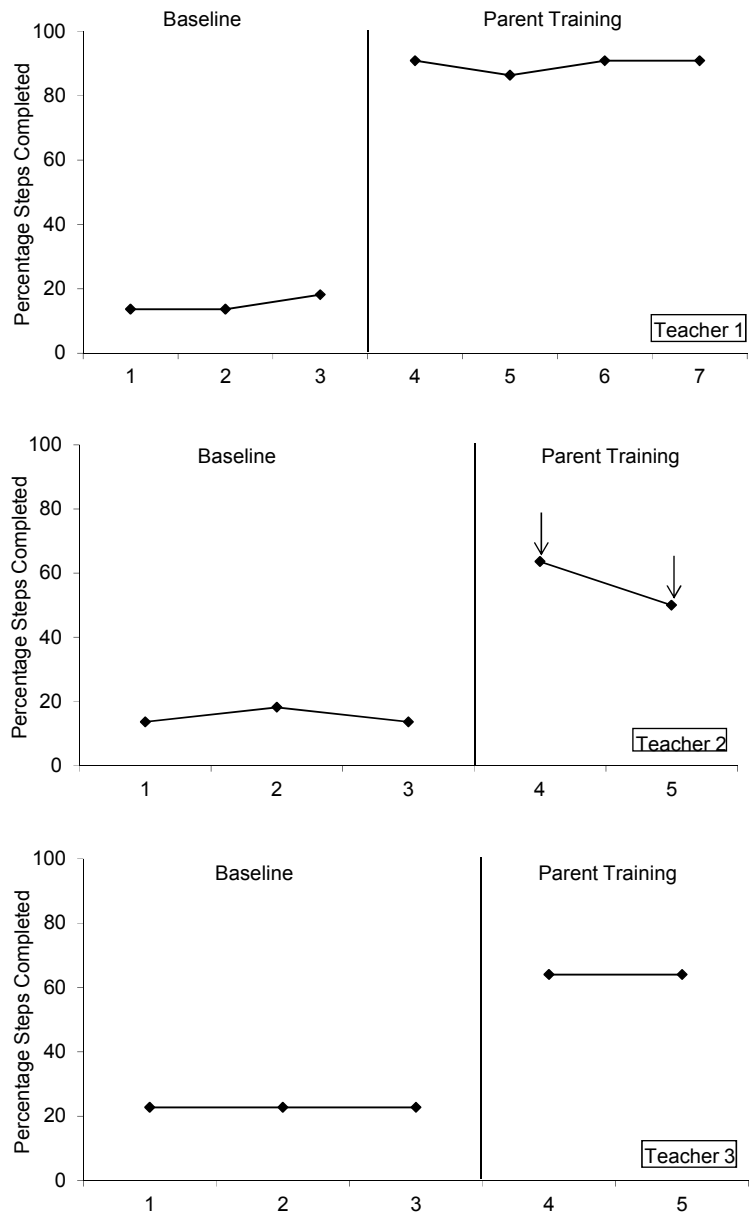 Baseline Parent Training
100
80
60
40
20
0
Percentage Steps Completed
Teacher 1
1 2 3 4 5 6 7
Baseline Parent Training
100
80
60
40
20
0
Percentage Steps Completed
Teacher 2
1 2 3 4 5
Baseline Parent Training
100
80
60
40
20
0
Percentage Steps Completed
Teacher 3
1 2 3 4 5